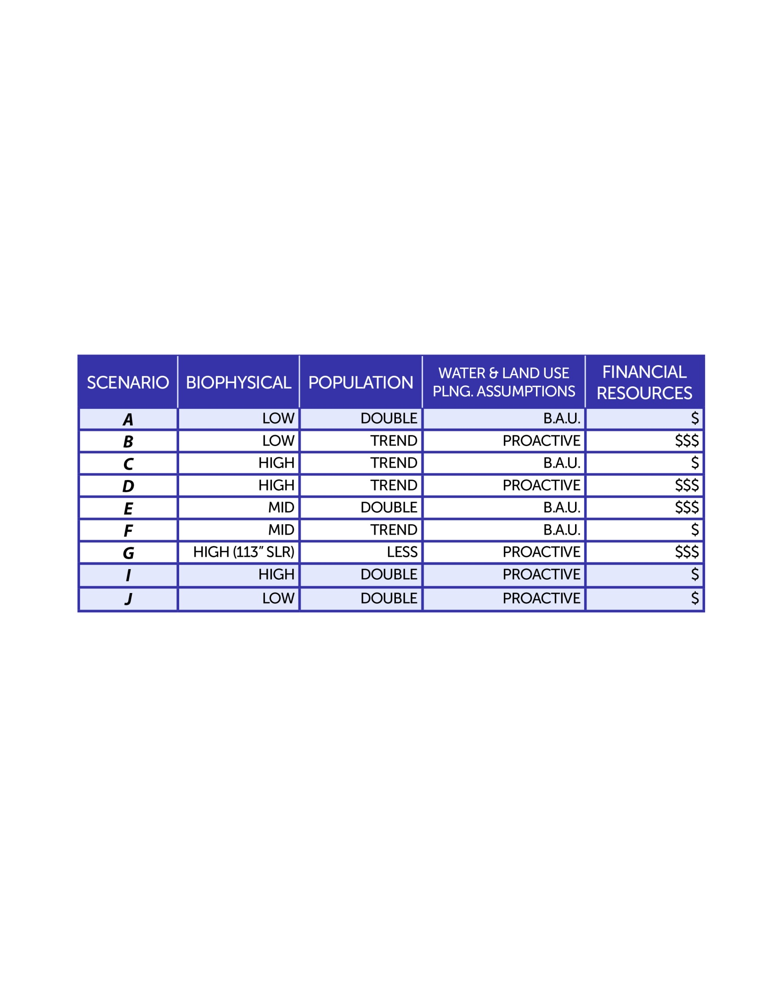 SCENARIO BIOPHYSICAL POPULATION WATER & LAND USE PLNG. ASSUMPTIONS FINANCIAL RESOURCES
A LOW DOUBLE B.A.U. $
B LOW TREND PROACTIVE $$$
C HIGH TREND B.A.U. $
D HIGH TREND PROACTIVE $$$
E MID DOUBLE B.A.U. $$$
F MID TREND B.A.U. $
G HIGH (113” SLR) LESS PROACTIVE $$$
I HIGH DOUBLE PROACTIVE $
J LOW DOUBLE PROACTIVE $